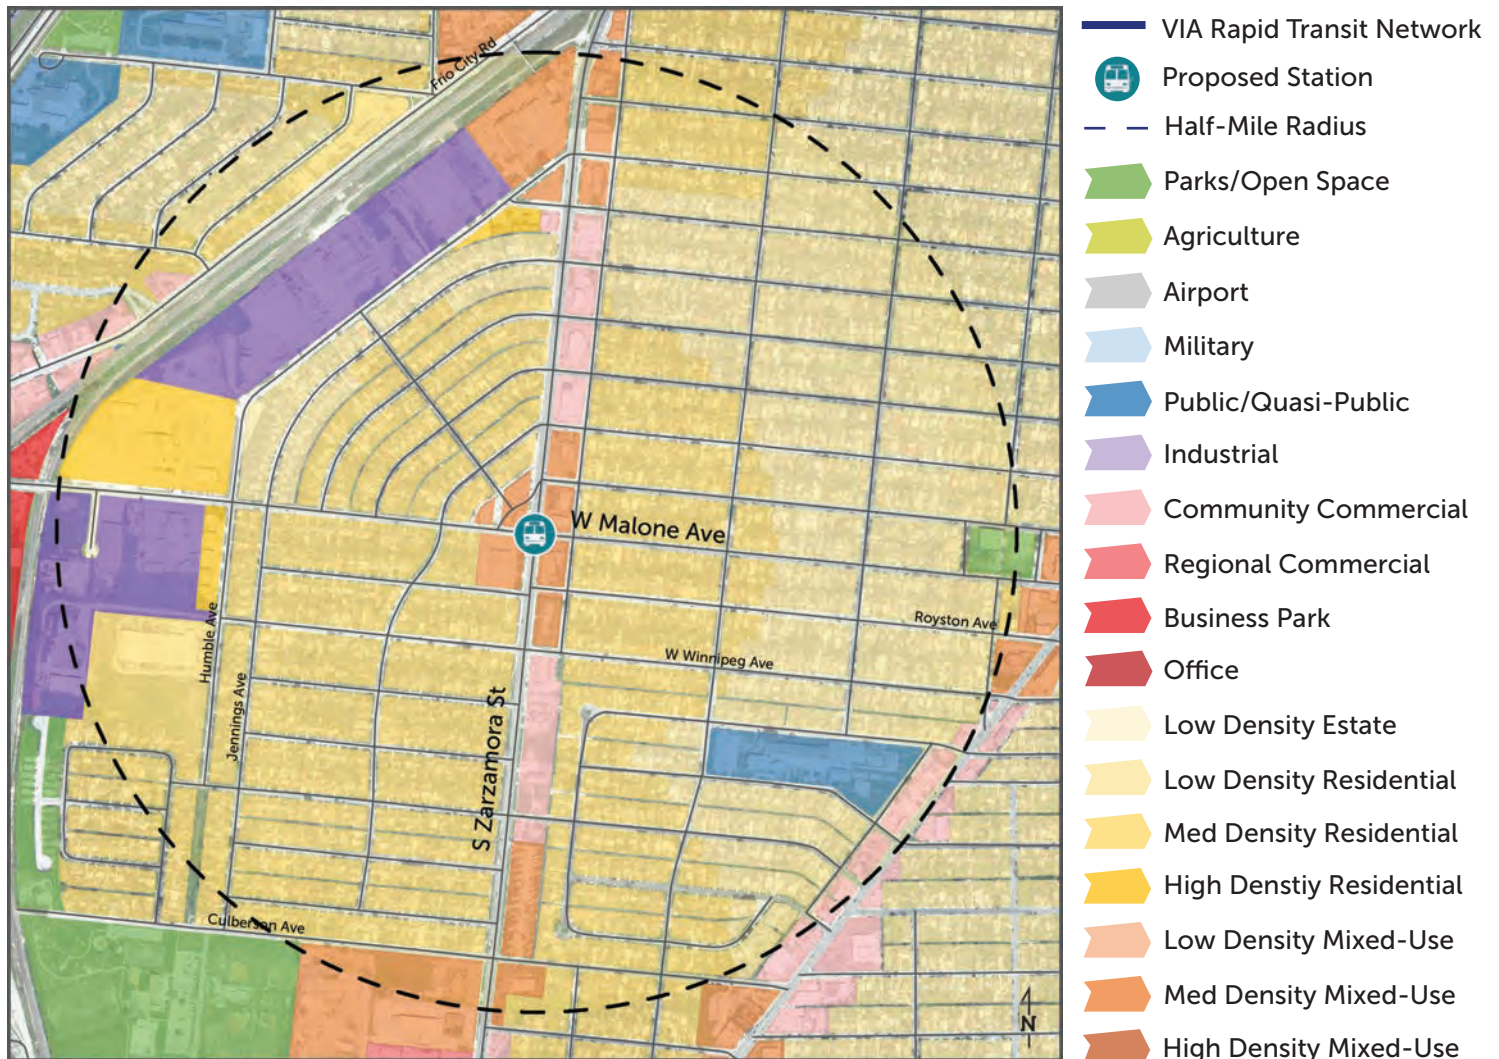 Frio City Rd
W Malone Ave
Royston Ave
W Winnipeg Ave
Humble Ave
Jennings Ave
S Zarzamora St
Culberson Ave
N
VIA Rapid Transit Network
Proposed Station
Half-Mile Radius
Parks/Open Space
Agriculture
Airport
Military
Public/Quasi-Public
Industrial
Community Commercial
Regional Commercial
Business Park
Office
Low Density Estate
Low Density Residential
Med Density Residential
High Denstiy Residential
Low Density Mixed-Use
Med Density Mixed-Use
High Density Mixed-Use